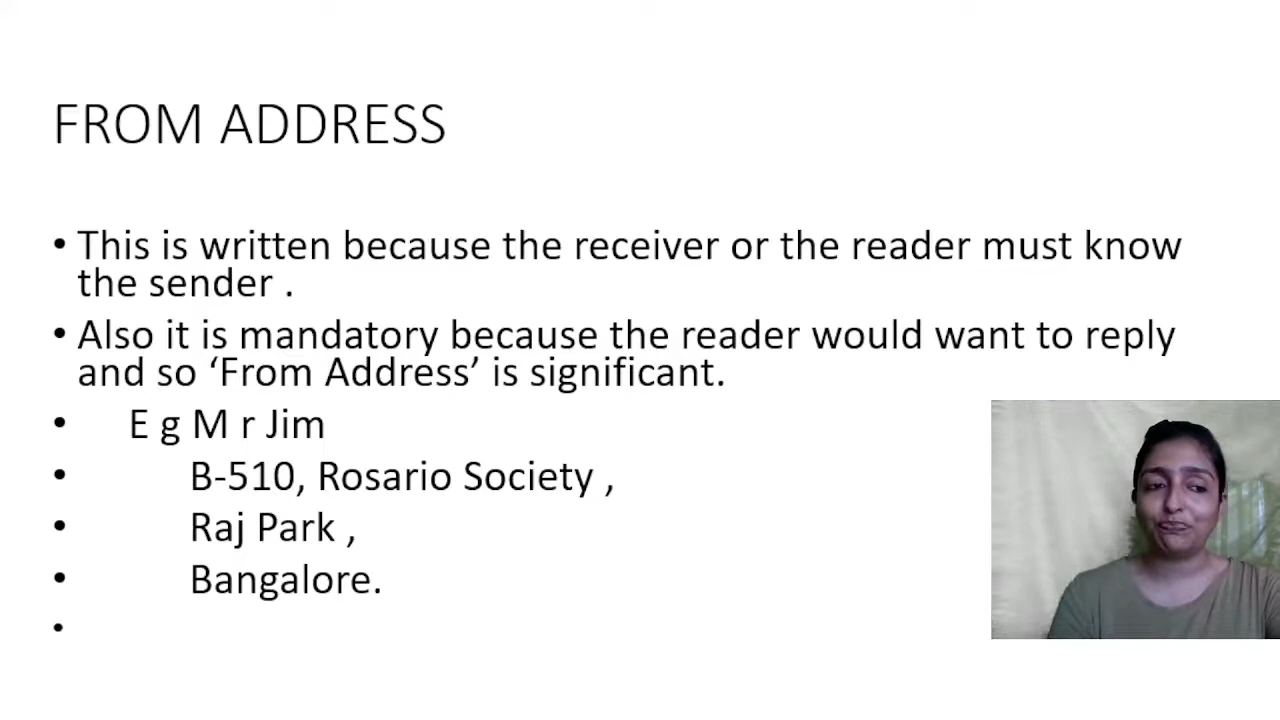 FROM ADDRESS
• This is written because the receiver or the reader must know
the sender .
• Also it is mandatory because the reader would want to reply
and so ‘From Address’ is significant.
• E g M r Jim
• B-510, Rosario Society ,
• Raj Park ,
• Bangalore.
•